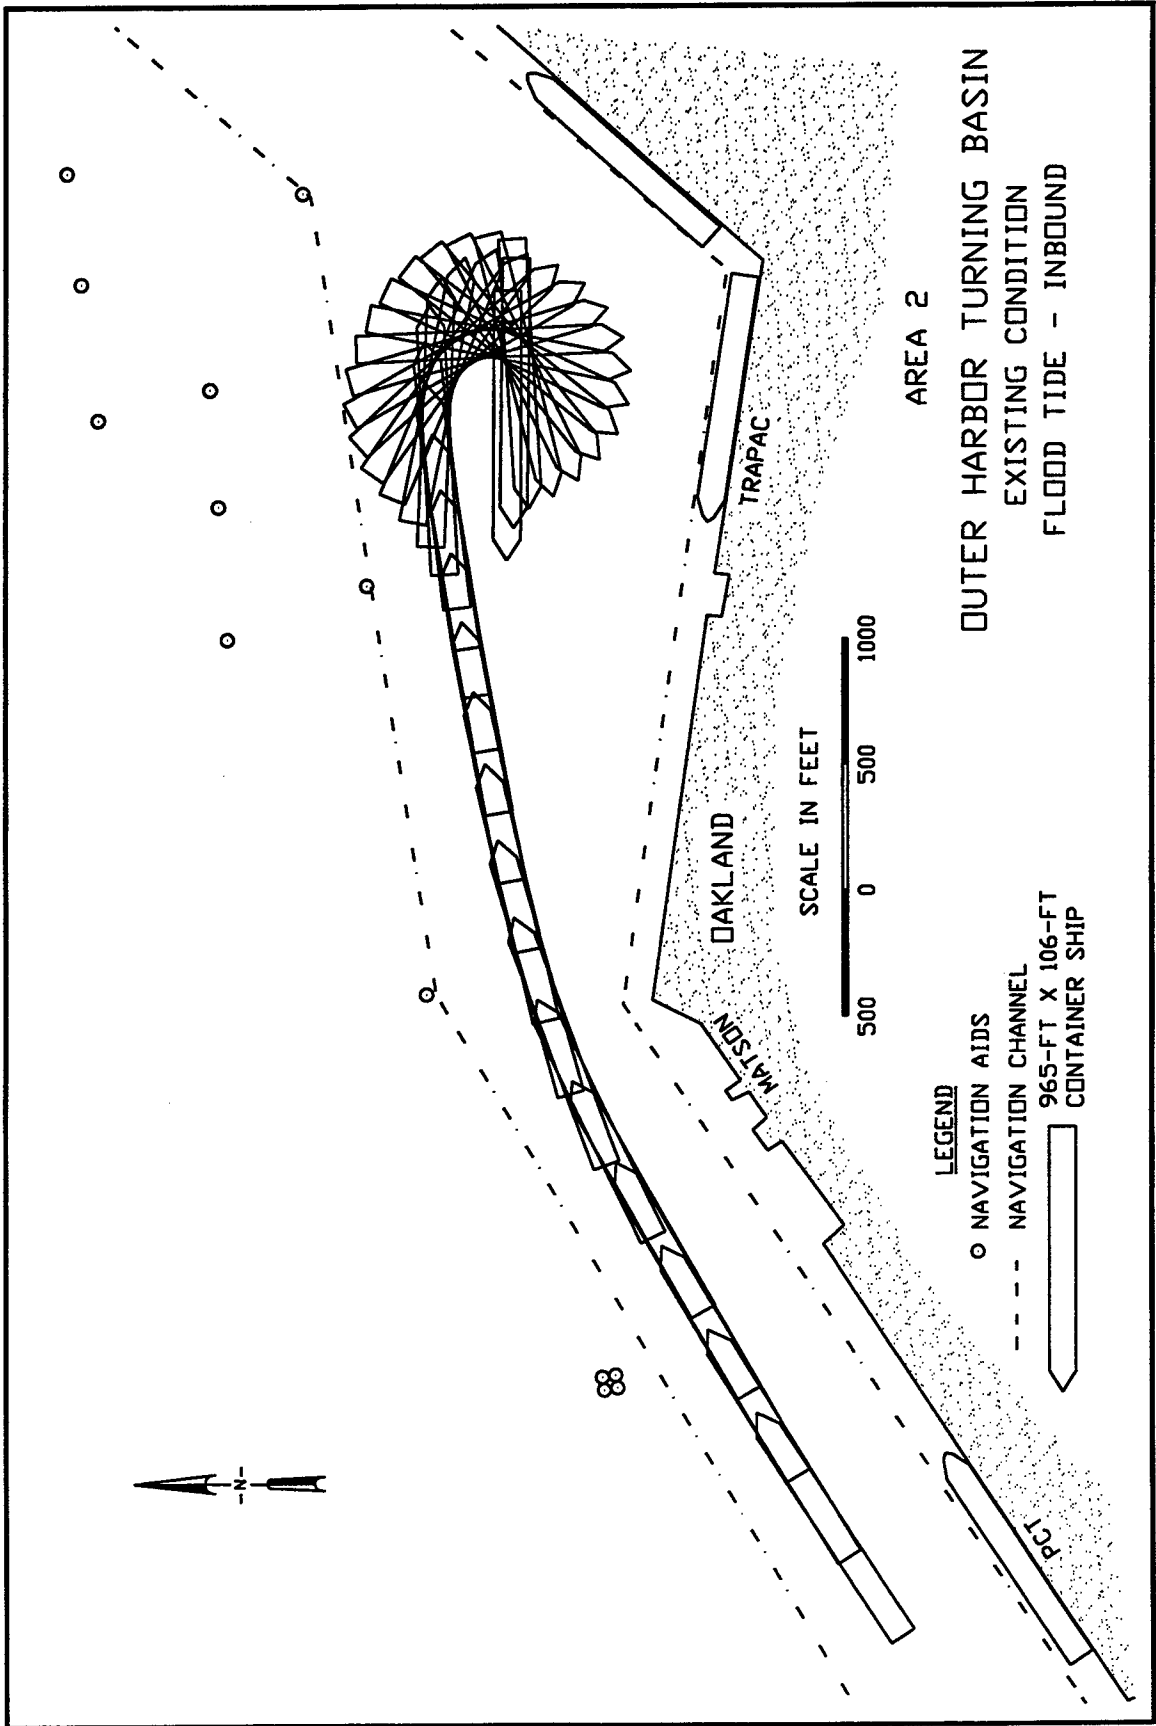 -N-
TRAPAC
OAKLAND
MATSON
PCT
AREA 2
OUTER HARBOR TURNING BASIN
EXISTING CONDITION
FLOOD TIDE - INBOUND
SCALE IN FEET
500 0 500 1000
LEGEND
NAVIGATION AIDS
NAVIGATION CHANNEL
965-FT X 106-FT
CONTAINER SHIP